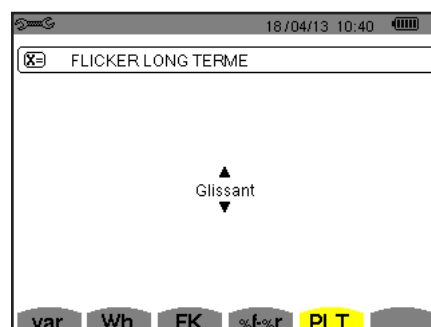 18/04/13 10:40
X= FLICKER LONG TERME
Glissant
var Wh FK %f-%r PLT